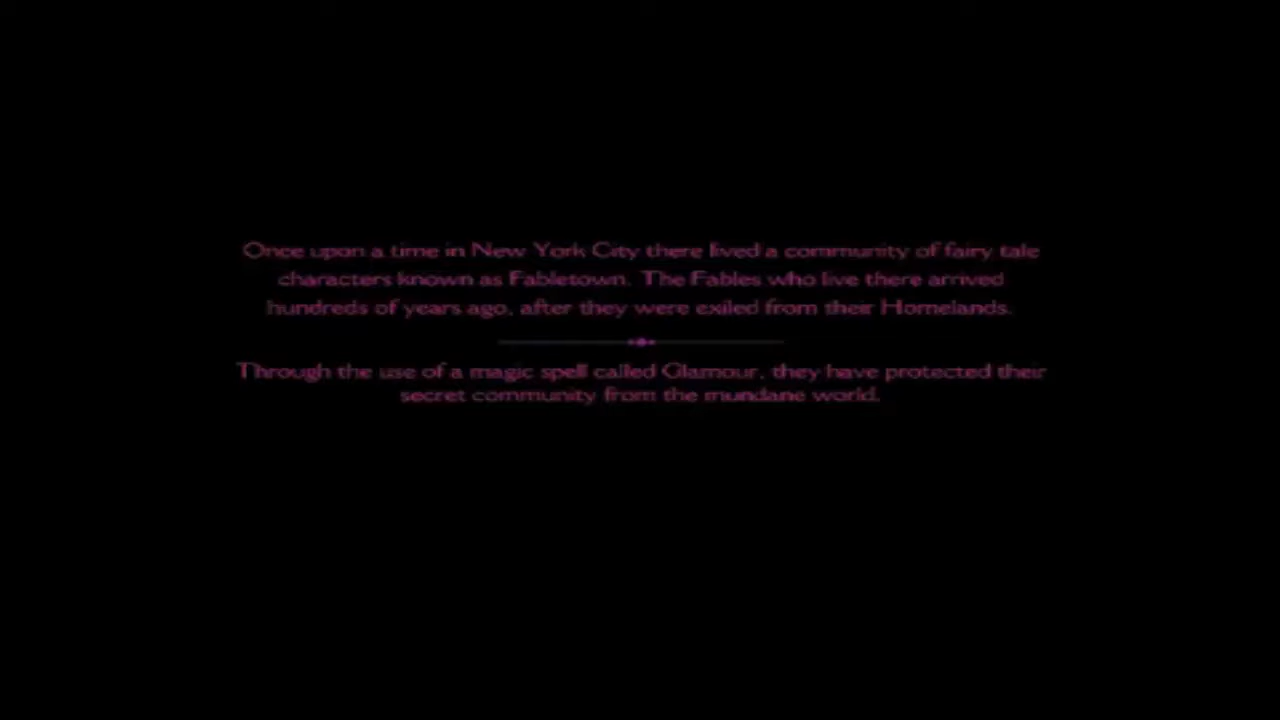 Once upon a time in New York City there lived a community of fairy tale
characters known as Fabletown. The Fables who live there arrived
hundreds of years ago, after they were exiled from their Homelands.
Through the use of a magic spell called Glamour, they have protected their
secret community from the mundane world.